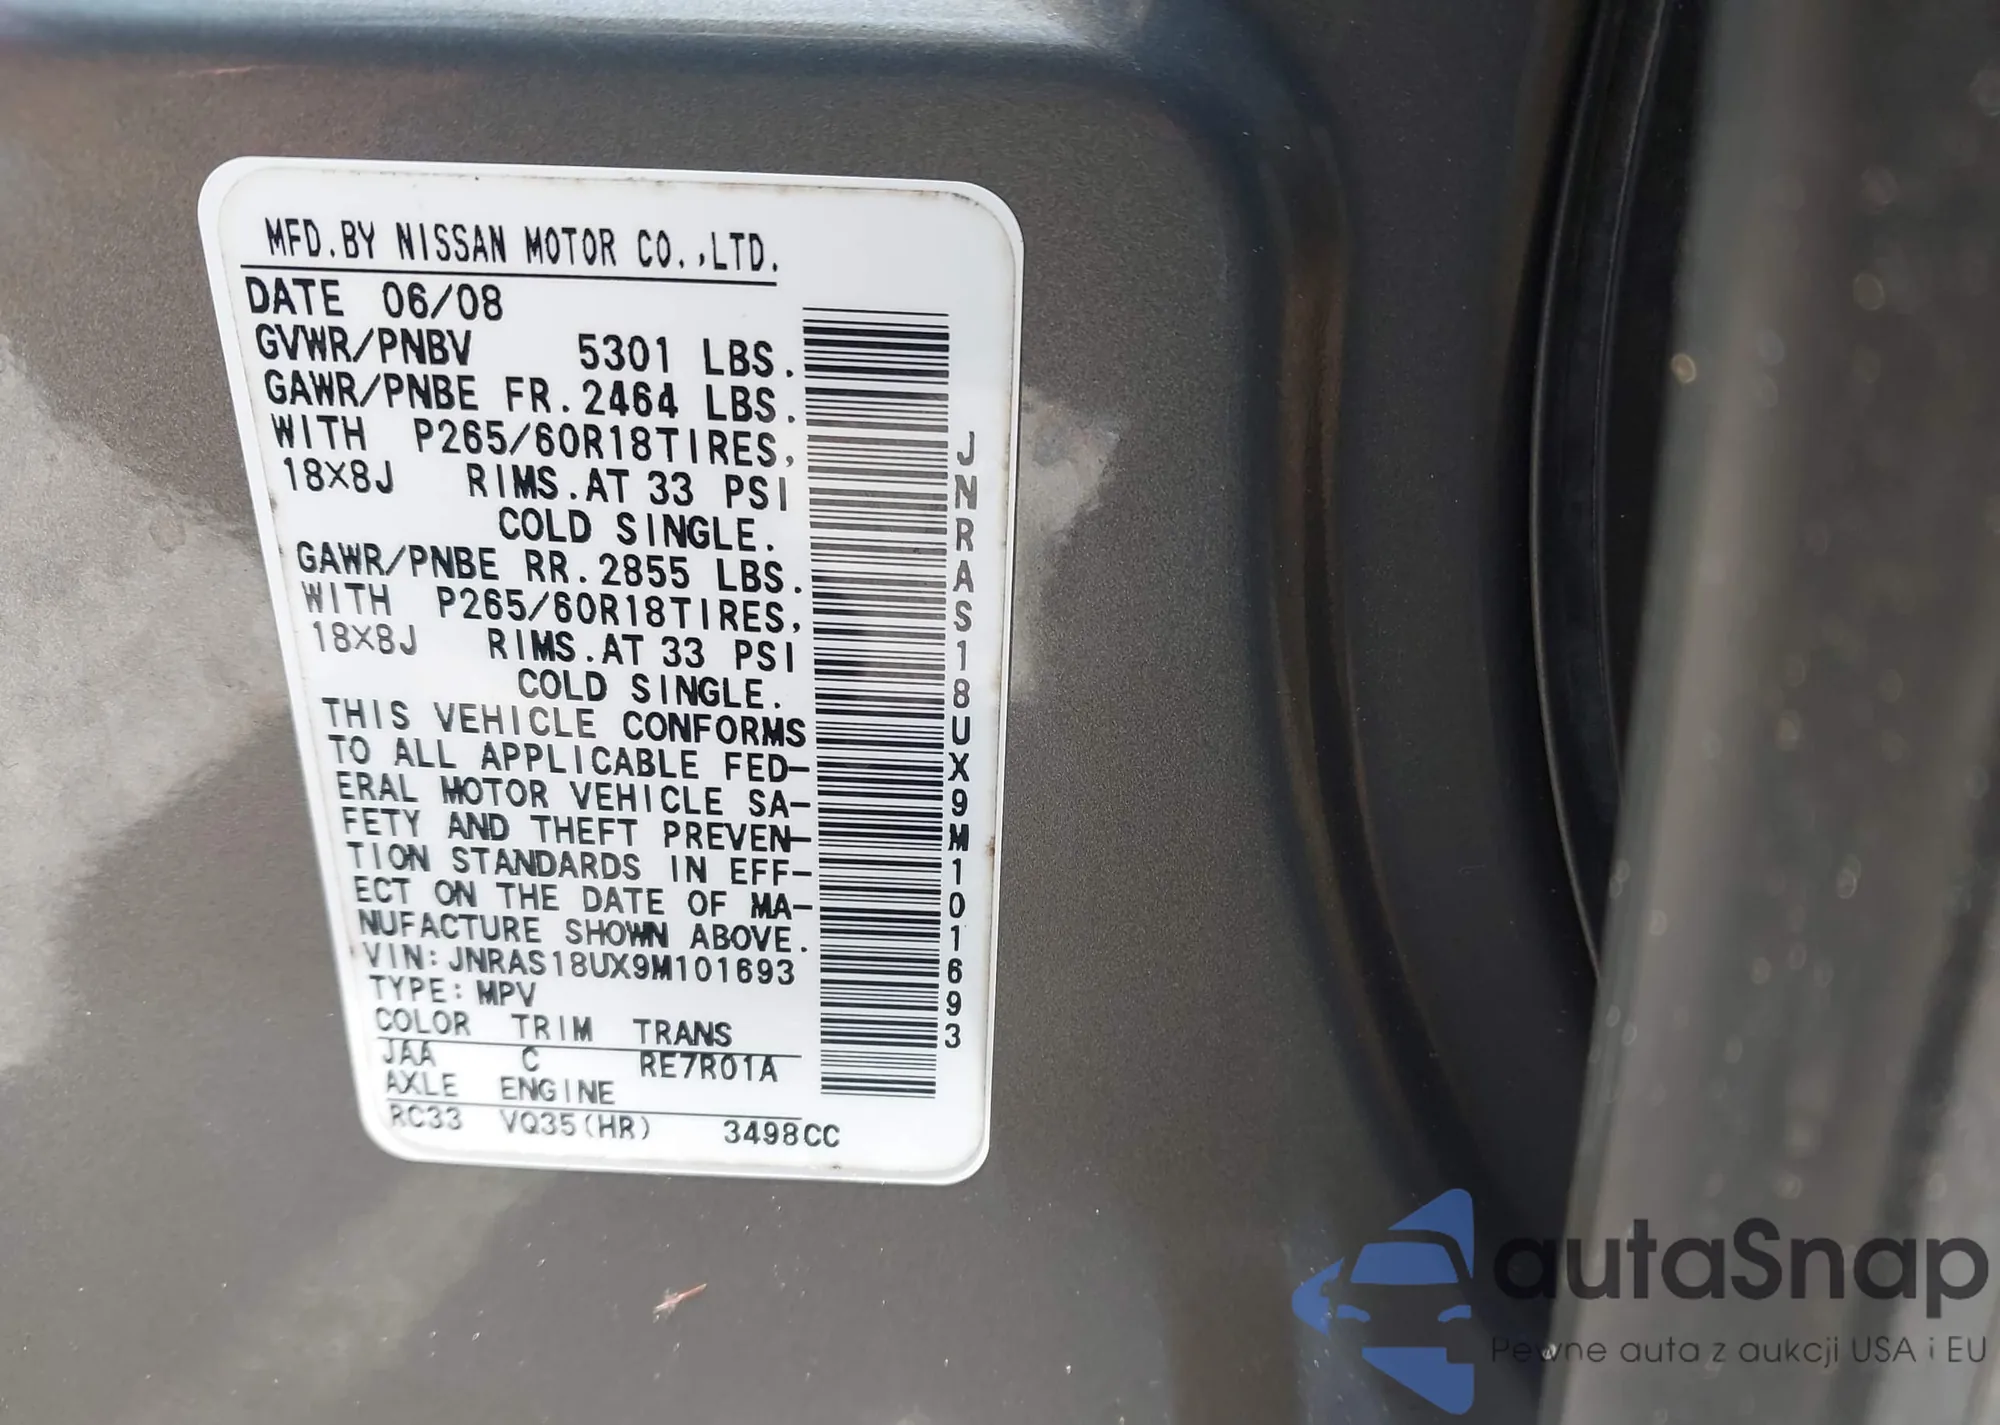 MFD.BY NISSAN MOTOR CO.,LTD.
DATE 06/08
GVWR/PNBV 5301 LBS.
GAWR/PNBE FR.2464 LBS.
WITH P265/60R18TIRES,
18X8J RIMS.AT 33 PSI
COLD SINGLE.
GAWR/PNBE RR.2855 LBS.
WITH P265/60R18TIRES,
18X8J RIMS.AT 33 PSI
COLD SINGLE.
THIS VEHICLE CONFORMS
TO ALL APPLICABLE FED-
ERAL MOTOR VEHICLE SA-
FETY AND THEFT PREVEN-
TION STANDARDS IN EFF-
ECT ON THE DATE OF MA-
NUFACTURE SHOWN ABOVE.
VIN:JNRAS18UX9M101693
TYPE:MPV
COLOR TRIM TRANS
JAA C RE7R01A
AXLE ENGINE
RC33 VQ35(HR) 3498CC
JNRAS18UX9M101693
autaSnap
Pewne auta z aukcji USA i EU